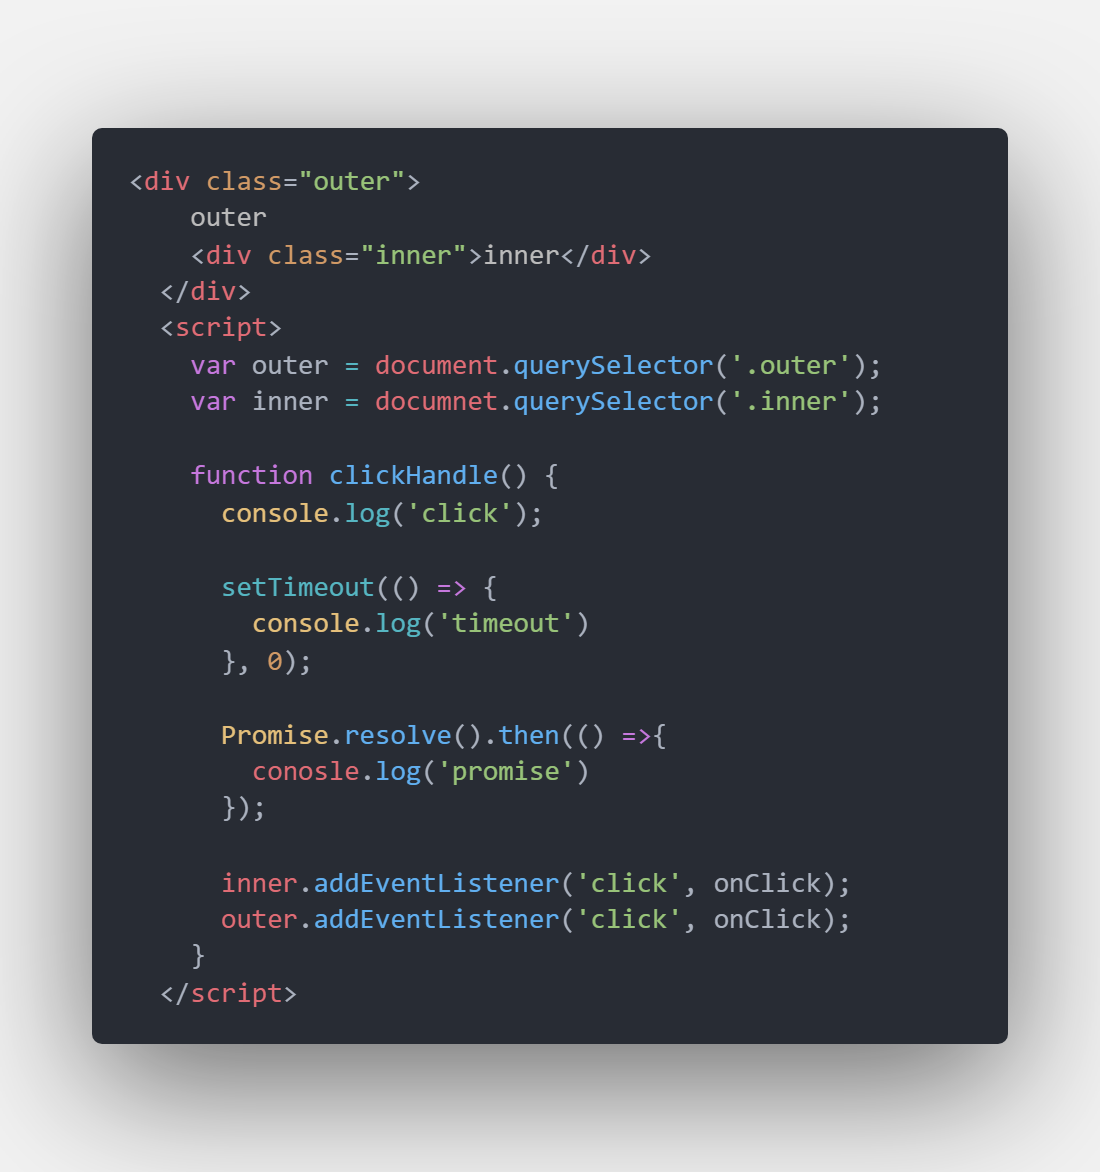 <div class="outer">
    outer
    <div class="inner">inner</div>
  </div>
  <script>
    var outer = document.querySelector('.outer');
    var inner = documnet.querySelector('.inner');

    function clickHandle() {
      console.log('click');

      setTimeout(() => {
        console.log('timeout')
      }, 0);

      Promise.resolve().then(() =>{
        conosle.log('promise')
      });

      inner.addEventListener('click', onClick);
      outer.addEventListener('click', onClick);
    }
  </script>